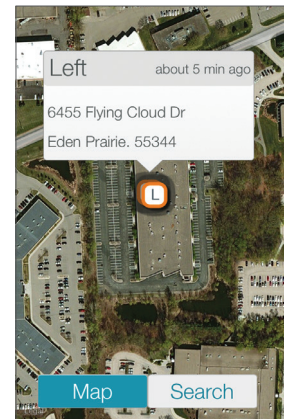 Left
about 5 min ago
6455 Flying Cloud Dr
Eden Prairie. 55344
L
Map
Search